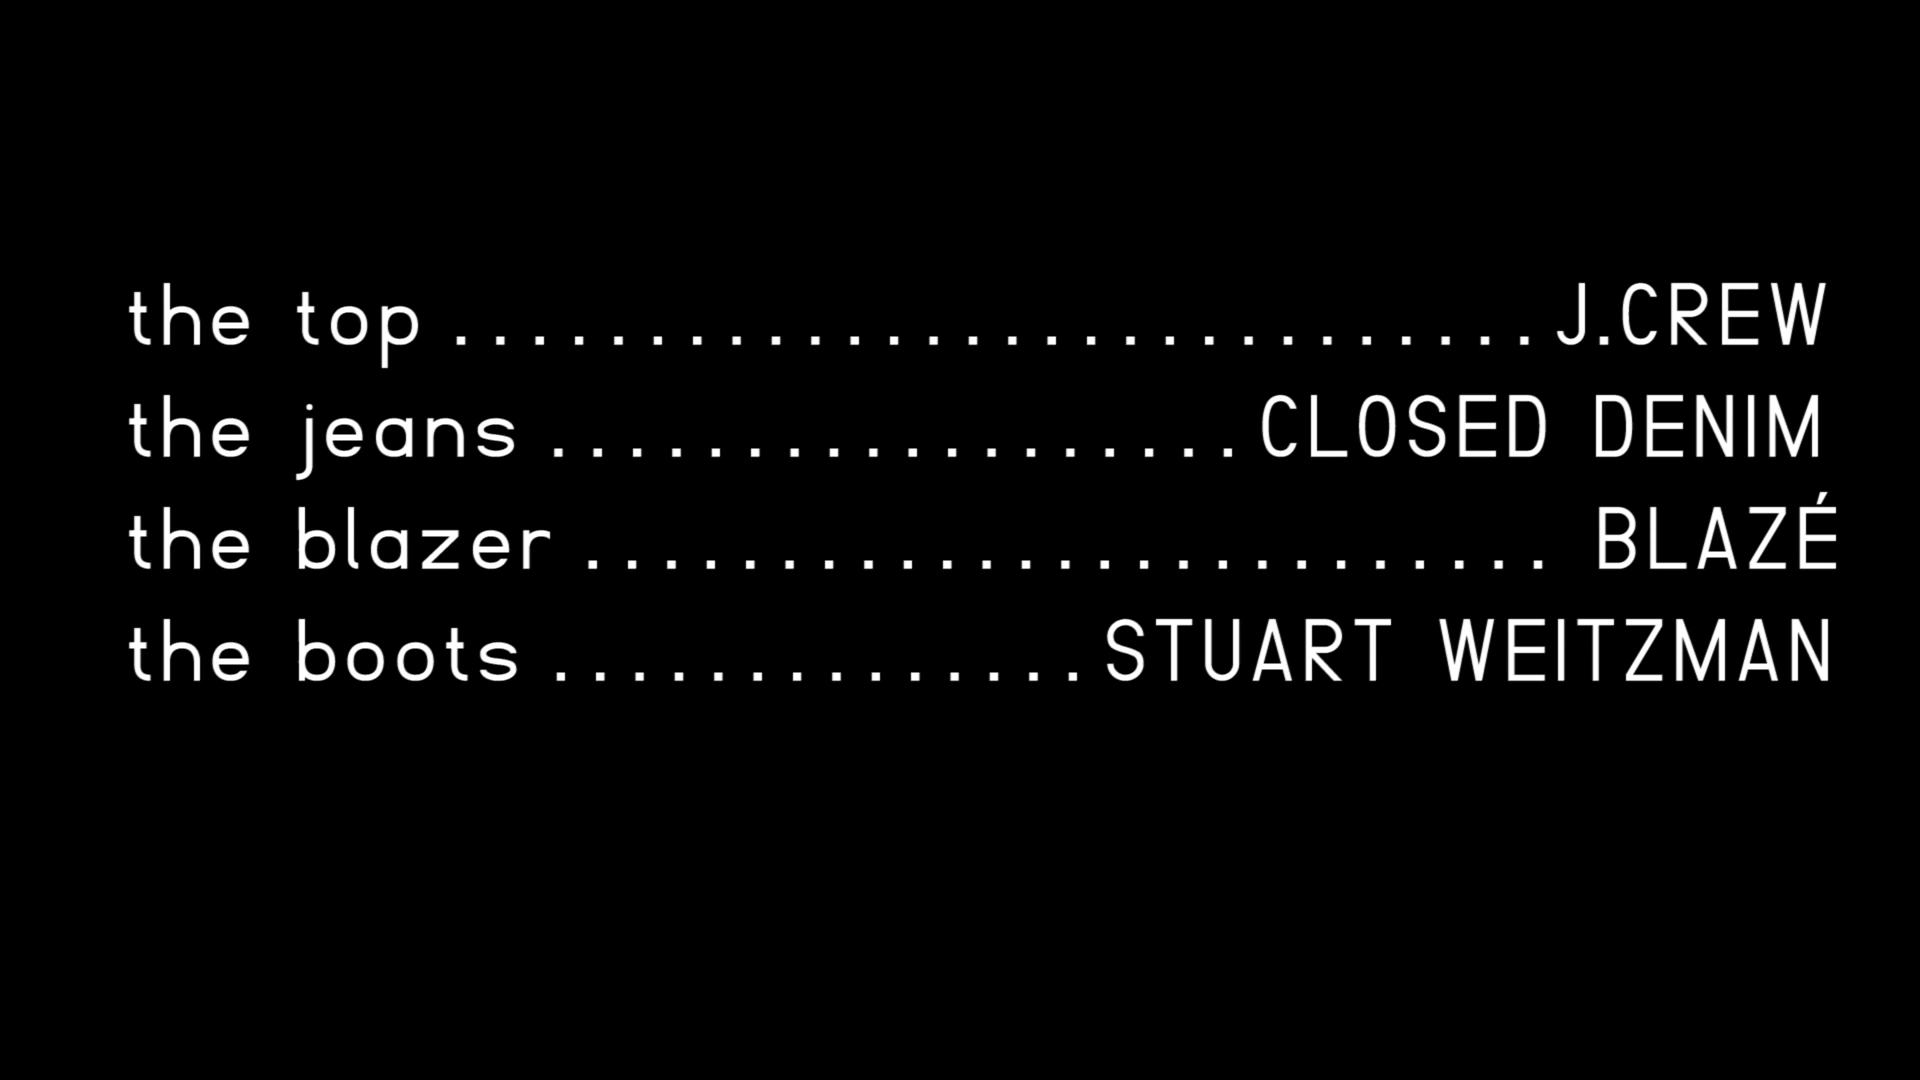 the top ............................J.CREW
the jeans ..................CLOSED DENIM
the blazer ......................... BLAZÉ
the boots ..............STUART WEITZMAN